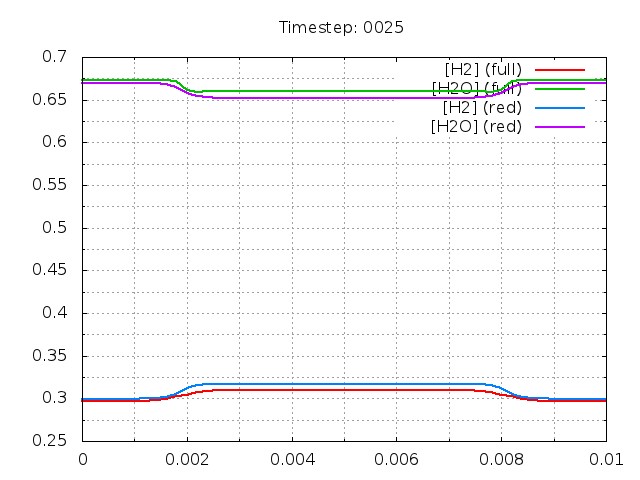 Timestep: 0025
0.7
[H2] (full)
[H2O] (full)
0.65
[H2] (red)
[H2O] (red)
0.6
0.55
0.5
0.45
0.4
0.35
0.3
0.25
0 0.002 0.004 0.006 0.008 0.01